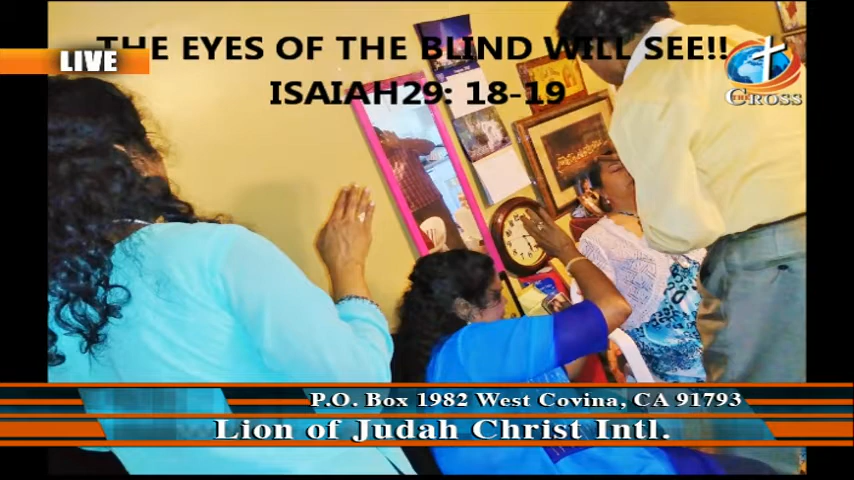 THE EYES OF THE BLIND WILL SEE!!
LIVE
ISAIAH29: 18-19
THE CROSS
P.O. Box 1982 West Covina, CA 91793
Lion of Judah Christ Intl.